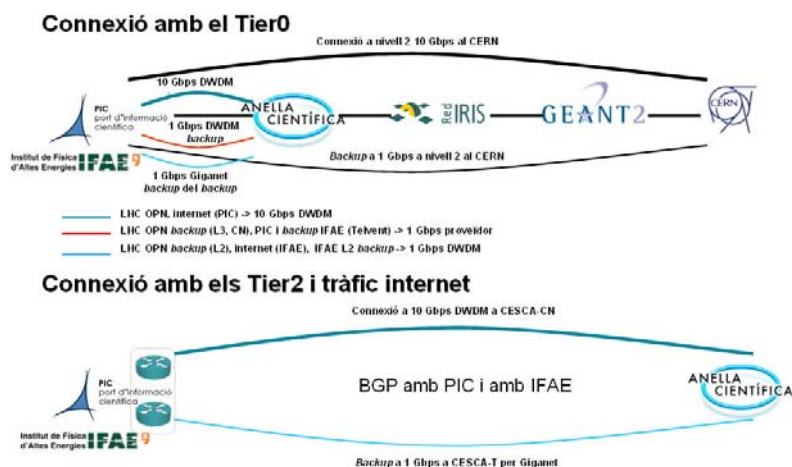 Connexió amb el Tier0
Connexió a nivell 2 10 Gbps al CERN
10 Gbps DWDM
PIC
port d'informació
científica
ANELLA
CIENTÍFICA
RedIRIS
GEANT2
CERN
1 Gbps DWDM
backup
Institut de Física
d'Altes Energies
IFAE
1 Gbps Giganet
backup del backup
Backup a 1 Gbps a nivell 2 al CERN
LHC OPN, internet (PIC) -> 10 Gbps DWDM
LHC OPN backup (L3, CN), PIC i backup IFAE (Telvent) -> 1 Gbps proveïdor
LHC OPN backup (L2), internet (IFAE), IFAE L2 backup -> 1 Gbps DWDM
Connexió amb els Tier2 i tràfic internet
Connexió a 10 Gbps DWDM a CESCA-CN
PIC
port d'informació
científica
BGP amb PIC i amb IFAE
ANELLA
CIENTÍFICA
Institut de Física
d'Altes Energies
IFAE
Backup a 1 Gbps a CESCA-T per Giganet